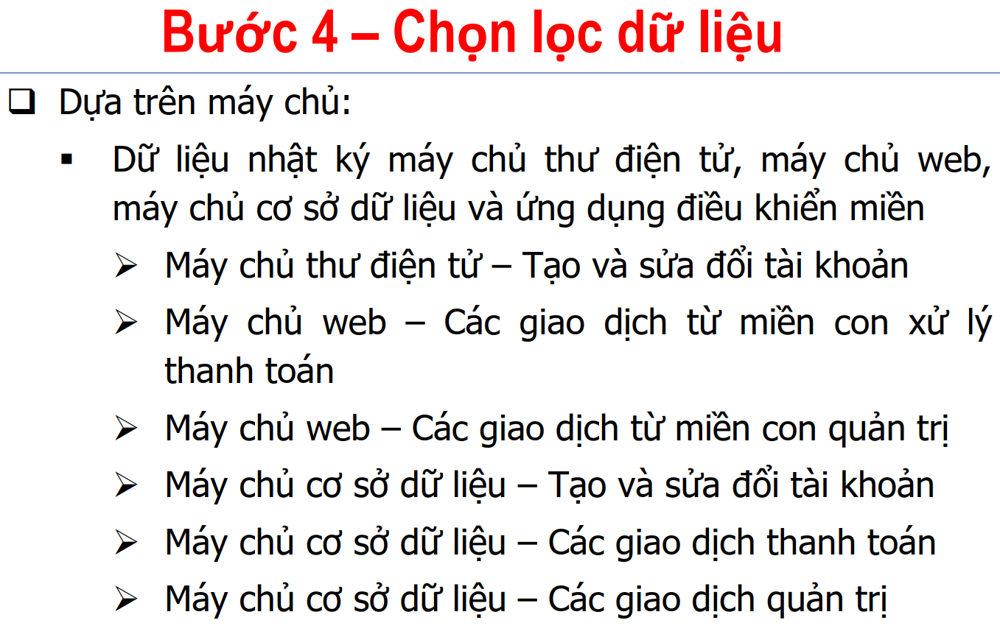 Bước 4 – Chọn lọc dữ liệu
❑ Dựa trên máy chủ:
▪ Dữ liệu nhật ký máy chủ thư điện tử, máy chủ web,
máy chủ cơ sở dữ liệu và ứng dụng điều khiển miền
➢ Máy chủ thư điện tử – Tạo và sửa đổi tài khoản
➢ Máy chủ web – Các giao dịch từ miền con xử lý
thanh toán
➢ Máy chủ web – Các giao dịch từ miền con quản trị
➢ Máy chủ cơ sở dữ liệu – Tạo và sửa đổi tài khoản
➢ Máy chủ cơ sở dữ liệu – Các giao dịch thanh toán
➢ Máy chủ cơ sở dữ liệu – Các giao dịch quản trị